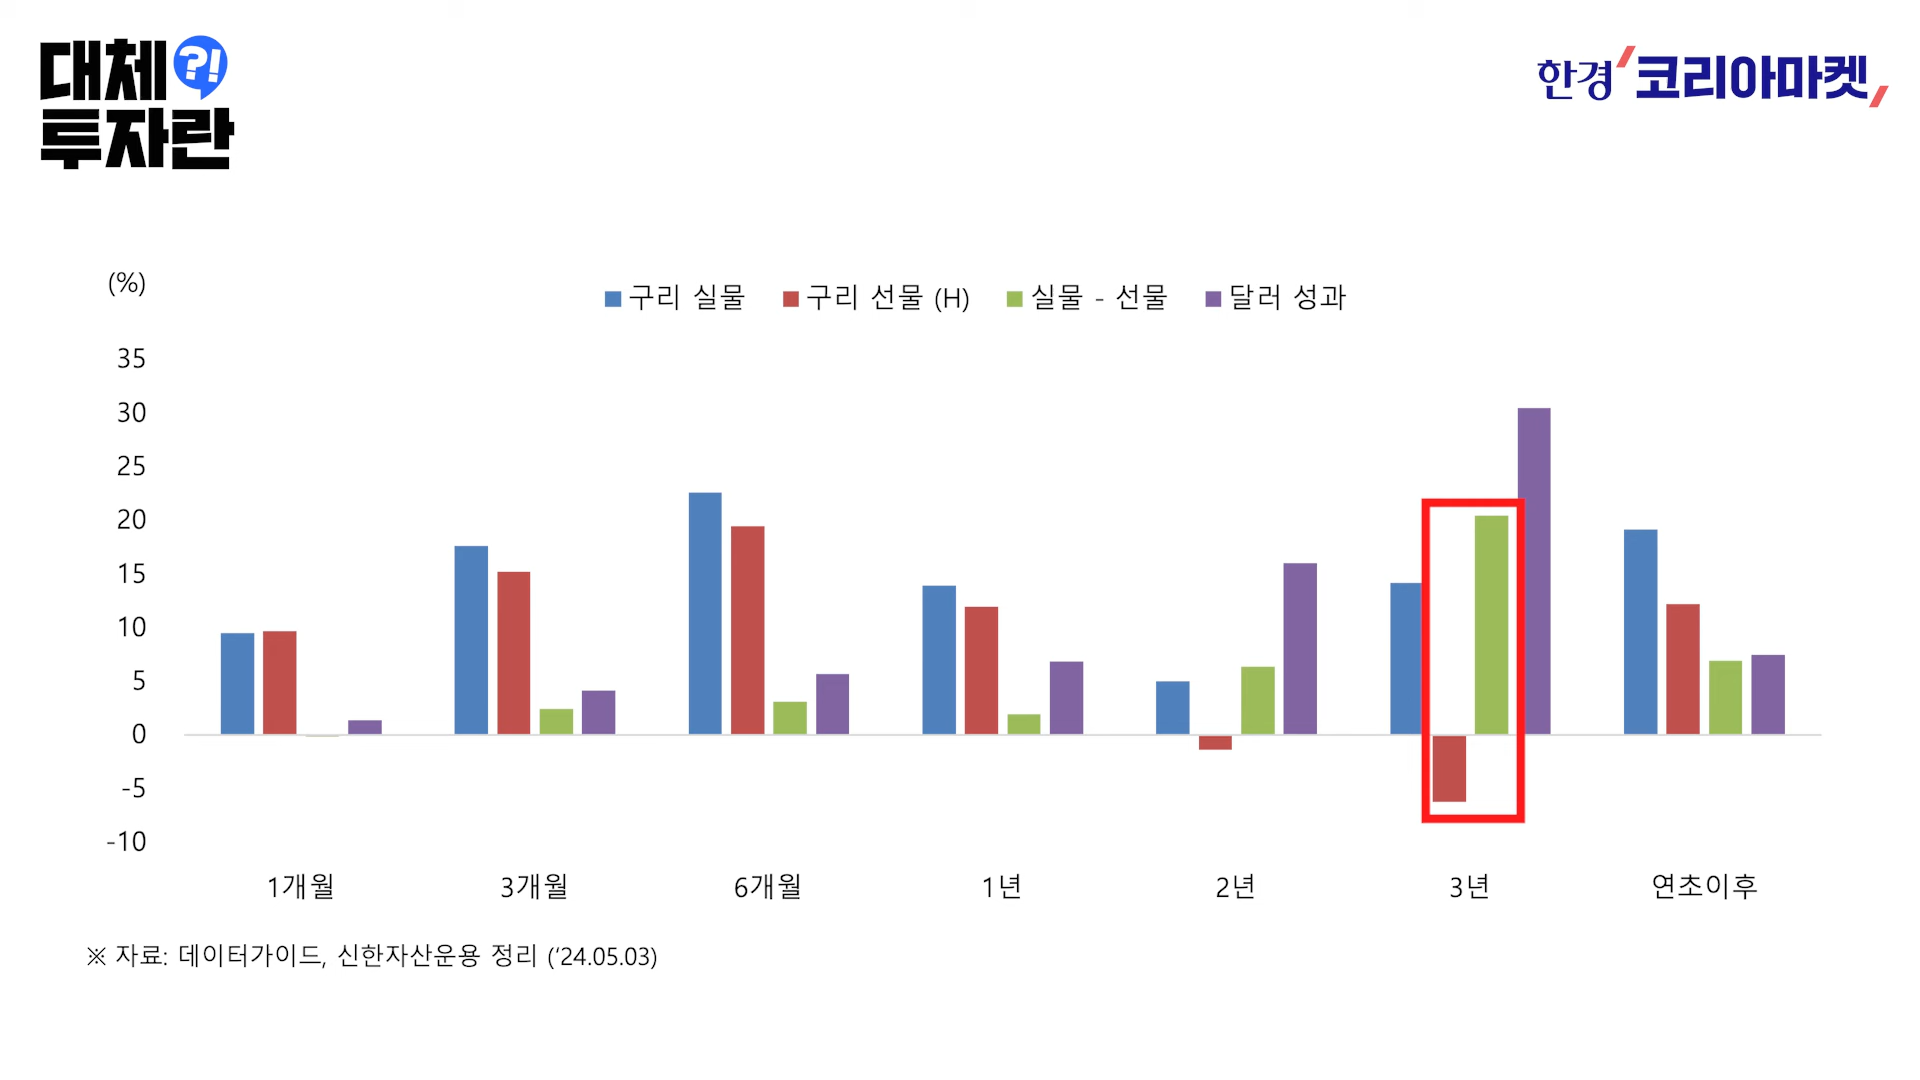 대체?!
투자란
한경 코리아마켓
(%)
구리 실물 구리 선물 (H) 실물 - 선물 달러 성과
35
30
25
20
15
10
5
0
-5
-10
1개월 3개월 6개월 1년 2년 3년 연초이후
※ 자료: 데이터가이드, 신한자산운용 정리 (‘24.05.03)